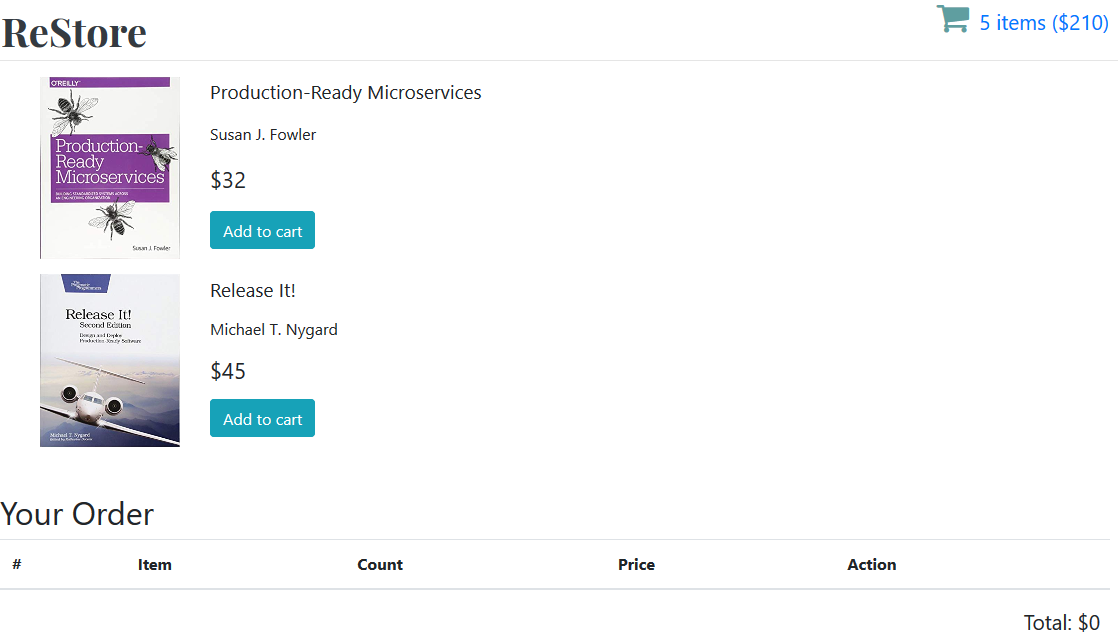 ReStore
5 items ($210)
O'REILLY
Production-
Ready
Microservices
BUILDING STANDARDIZED SYSTEMS ACROSS
AN ENGINEERING ORGANIZATION
Susan J. Fowler
Production-Ready Microservices
Susan J. Fowler
$32
Add to cart
The
Pragmatic
Programmers
Release It!
Second Edition
Design and Deploy
Production-Ready Software
Michael T. Nygard
Release It!
Michael T. Nygard
$45
Add to cart
Your Order
# Item Count Price Action
Total: $0